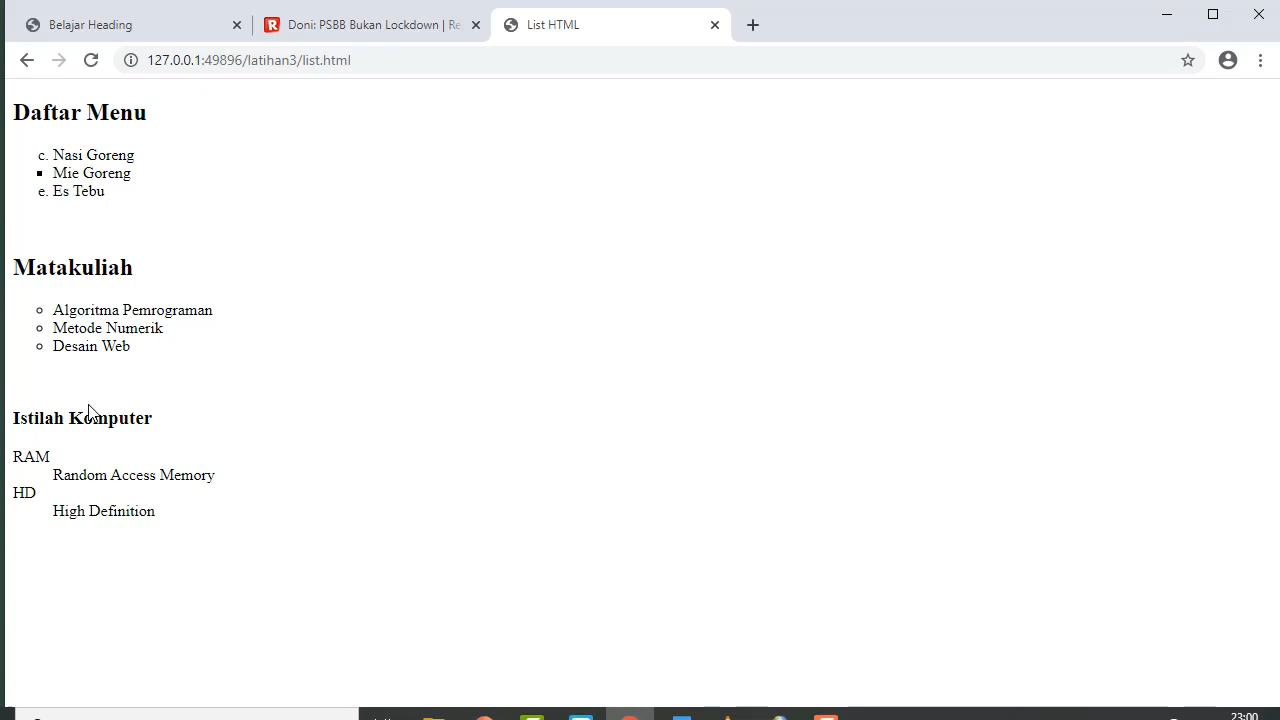 Belajar Heading
Doni: PSBB Bukan Lockdown | Re
List HTML
127.0.0.1:49896/latihan3/list.html
Daftar Menu
c. Nasi Goreng
Mie Goreng
e. Es Tebu
Matakuliah
Algoritma Pemrograman
Metode Numerik
Desain Web
Istilah Komputer
RAM
Random Access Memory
HD
High Definition
23:00